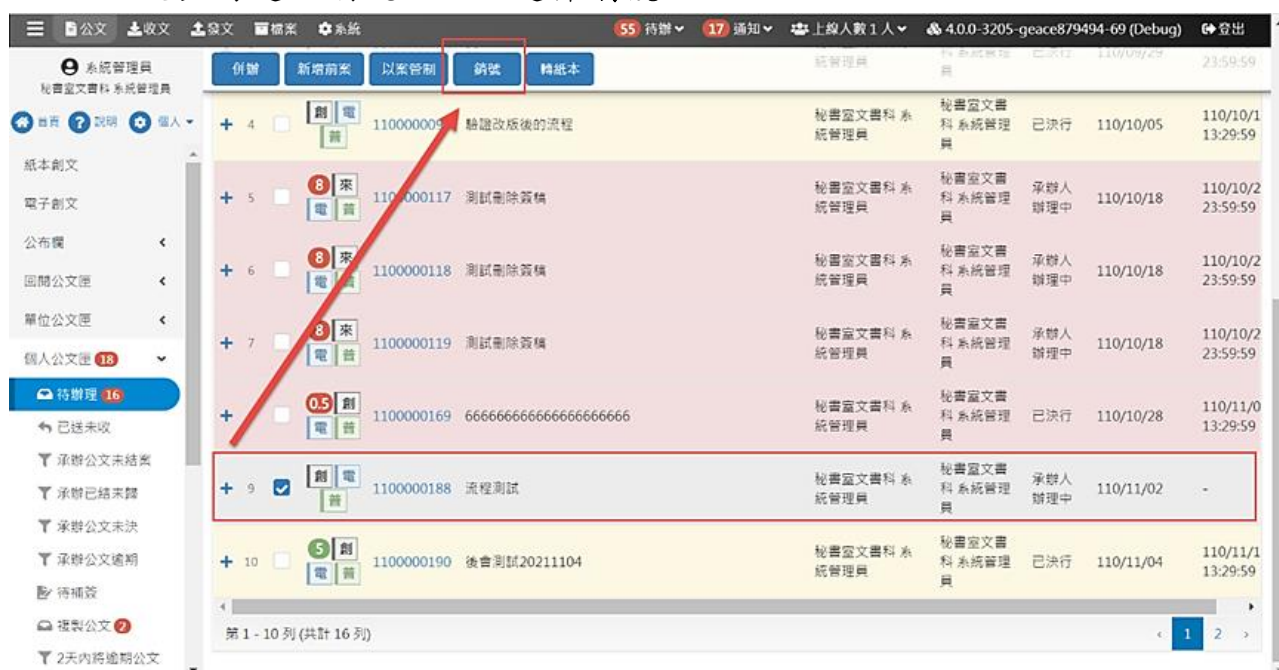 公文 收文 發文 檔案 系統 55 待辦 17 通知 上線人數 1 人 4.0.0-3205-geace879494-69 (Debug) 登出
系統管理員
秘書室文書科 系統管理員
首頁 說明 個人
併辦 新增前案 以案管制 銷號 轉紙本
23:59:59
紙本創文
電子創文
公布欄
回閱公文匣
單位公文匣
個人公文匣 18
待辦理 16
已送未收
承辦公文未結案
承辦已結未歸
承辦公文未決
承辦公文逾期
待補簽
複製公文 2
2天內將逾期公文
4 創 電 普 110000009 驗證改版後的流程 秘書室文書科 系統管理員 秘書室文書科 系統管理員 已決行 110/10/05 110/10/1 13:29:59
5 8 來 電 普 1100000117 測試刪除簽稿 秘書室文書科 系統管理員 秘書室文書科 系統管理員 承辦人辦理中 110/10/18 110/10/2 23:59:59
6 8 來 電 普 1100000118 測試刪除簽稿 秘書室文書科 系統管理員 秘書室文書科 系統管理員 承辦人辦理中 110/10/18 110/10/2 23:59:59
7 8 來 電 普 1100000119 測試刪除簽稿 秘書室文書科 系統管理員 秘書室文書科 系統管理員 承辦人辦理中 110/10/18 110/10/2 23:59:59
0.5 創 電 普 1100000169 6666666666666666666666 秘書室文書科 系統管理員 秘書室文書科 系統管理員 已決行 110/10/28 110/11/0 13:29:59
9 創 電 普 1100000188 流程測試 秘書室文書科 系統管理員 秘書室文書科 系統管理員 承辦人辦理中 110/11/02 -
10 5 創 電 普 1100000190 後會測試20211104 秘書室文書科 系統管理員 秘書室文書科 系統管理員 已決行 110/11/04 110/11/1 13:29:59
第 1 - 10 列 (共計 16 列) ‹ 1 2 ›